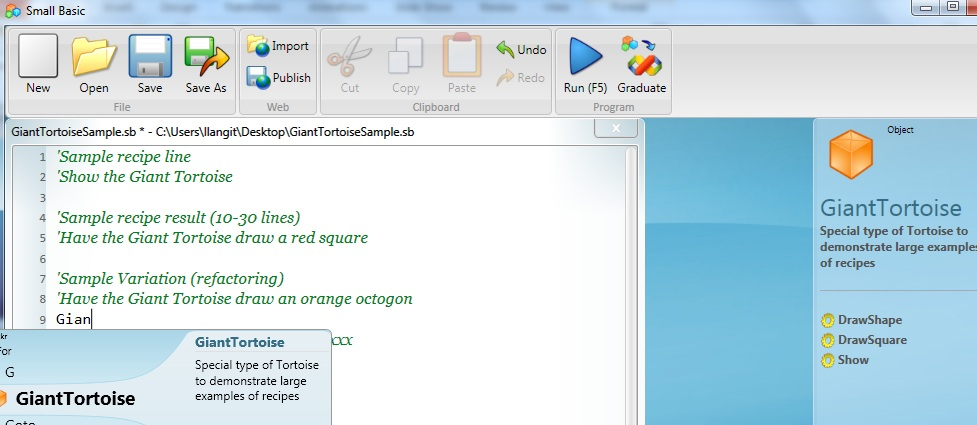 Small Basic
New
Open
Save
Save As
File
Import
Publish
Web
Cut
Copy
Paste
Undo
Redo
Clipboard
Run (F5)
Graduate
Program
GiantTortoiseSample.sb * - C:\Users\llangit\Desktop\GiantTortoiseSample.sb
x
1 'Sample recipe line
2 'Show the Giant Tortoise
3
4 'Sample recipe result (10-30 lines)
5 'Have the Giant Tortoise draw a red square
6
7 'Sample Variation (refactoring)
8 'Have the Giant Tortoise draw an orange octogon
9 Gian
xx
kr
For
G
GiantTortoise
Goto
GiantTortoise
Special type of Tortoise
to demonstrate large
examples of recipes
Object
GiantTortoise
Special type of Tortoise to
demonstrate large examples
of recipes
DrawShape
DrawSquare
Show